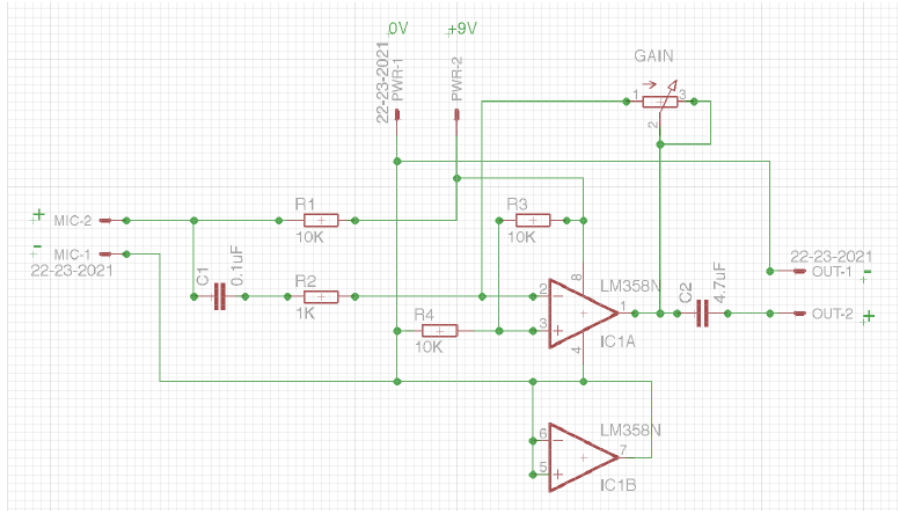 0V
+9V
22-23-2021
PWR-1
PWR-2
GAIN
1
3
2
+
MIC-2
-
MIC-1
22-23-2021
R1
10K
R3
10K
C1
0.1uF
R2
1K
R4
10K
8
LM358N
2
-
3
+
1
4
IC1A
C2
4.7uF
22-23-2021
OUT-1
-
OUT-2
+
LM358N
6
-
5
+
7
IC1B